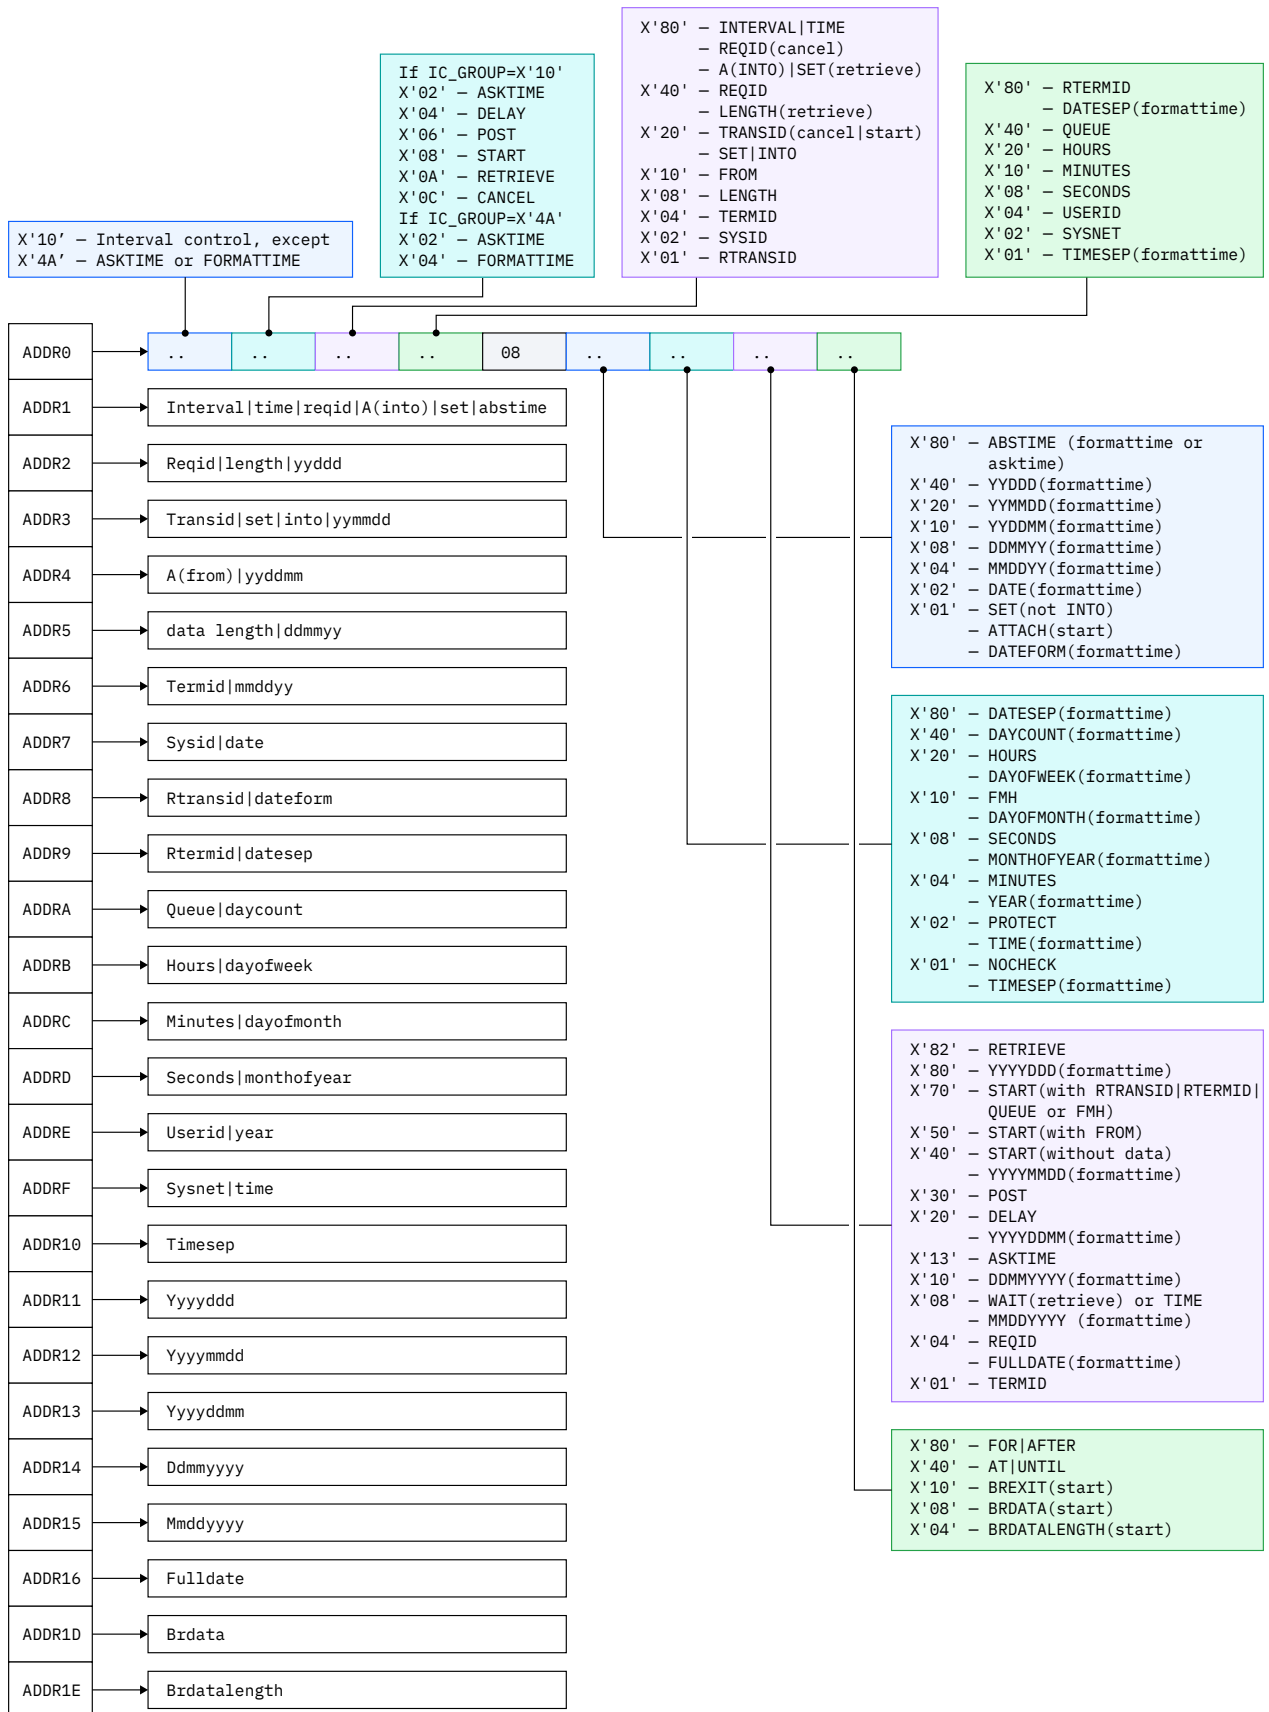 X'80' – INTERVAL|TIME
– REQID(cancel)
– A(INTO)|SET(retrieve)
X'40' – REQID
– LENGTH(retrieve)
X'20' – TRANSID(cancel|start)
– SET|INTO
X'10' – FROM
X'08' – LENGTH
X'04' – TERMID
X'02' – SYSID
X'01' – RTRANSID
If IC_GROUP=X'10'
X'02' – ASKTIME
X'04' – DELAY
X'06' – POST
X'08' – START
X'0A' – RETRIEVE
X'0C' – CANCEL
If IC_GROUP=X'4A'
X'02' – ASKTIME
X'04' – FORMATTIME
X'80' – RTERMID
– DATESEP(formattime)
X'40' – QUEUE
X'20' – HOURS
X'10' – MINUTES
X'08' – SECONDS
X'04' – USERID
X'02' – SYSNET
X'01' – TIMESEP(formattime)
X'10’ – Interval control, except
X'4A’ – ASKTIME or FORMATTIME
ADDR0 .. .. .. .. 08 .. .. .. ..
ADDR1 Interval|time|reqid|A(into)|set|abstime
ADDR2 Reqid|length|yyddd
ADDR3 Transid|set|into|yymmdd
ADDR4 A(from)|yyddmm
ADDR5 data length|ddmmyy
ADDR6 Termid|mmddyy
ADDR7 Sysid|date
ADDR8 Rtransid|dateform
ADDR9 Rtermid|datesep
ADDRA Queue|daycount
ADDRB Hours|dayofweek
ADDRC Minutes|dayofmonth
ADDRD Seconds|monthofyear
ADDRE Userid|year
ADDRF Sysnet|time
ADDR10 Timesep
ADDR11 Yyyyddd
ADDR12 Yyyymmdd
ADDR13 Yyyyddmm
ADDR14 Ddmmyyyy
ADDR15 Mmddyyyy
ADDR16 Fulldate
ADDR1D Brdata
ADDR1E Brdatalength
X'80' – ABSTIME (formattime or
asktime)
X'40' – YYDDD(formattime)
X'20' – YYMMDD(formattime)
X'10' – YYDDMM(formattime)
X'08' – DDMMYY(formattime)
X'04' – MMDDYY(formattime)
X'02' – DATE(formattime)
X'01' – SET(not INTO)
– ATTACH(start)
– DATEFORM(formattime)
X'80' – DATESEP(formattime)
X'40' – DAYCOUNT(formattime)
X'20' – HOURS
– DAYOFWEEK(formattime)
X'10' – FMH
– DAYOFMONTH(formattime)
X'08' – SECONDS
– MONTHOFYEAR(formattime)
X'04' – MINUTES
– YEAR(formattime)
X'02' – PROTECT
– TIME(formattime)
X'01' – NOCHECK
– TIMESEP(formattime)
X'82' – RETRIEVE
X'80' – YYYYDDD(formattime)
X'70' – START(with RTRANSID|RTERMID|
QUEUE or FMH)
X'50' – START(with FROM)
X'40' – START(without data)
– YYYYMMDD(formattime)
X'30' – POST
X'20' – DELAY
– YYYYDDMM(formattime)
X'13' – ASKTIME
X'10' – DDMMYYYY(formattime)
X'08' – WAIT(retrieve) or TIME
– MMDDYYYY (formattime)
X'04' – REQID
– FULLDATE(formattime)
X'01' – TERMID
X'80' – FOR|AFTER
X'40' – AT|UNTIL
X'10' – BREXIT(start)
X'08' – BRDATA(start)
X'04' – BRDATALENGTH(start)